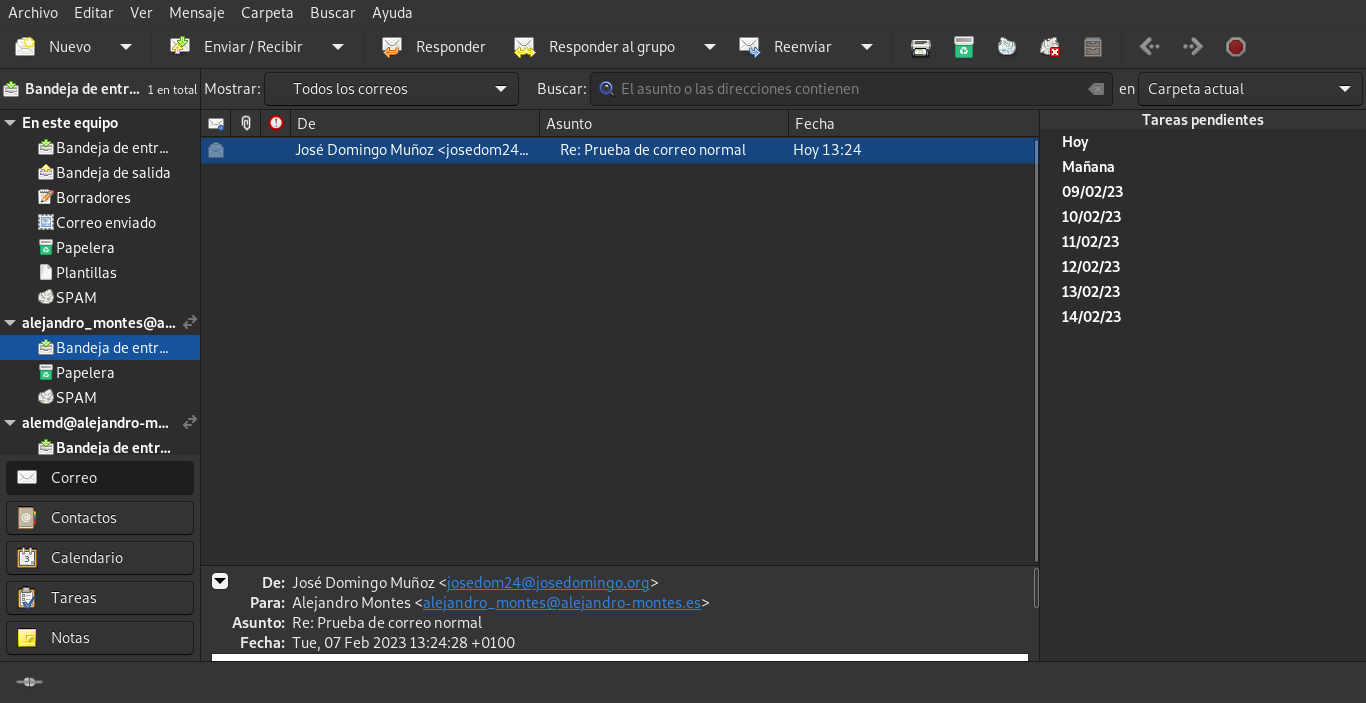 Archivo Editar Ver Mensaje Carpeta Buscar Ayuda
Nuevo Enviar / Recibir Responder Responder al grupo Reenviar
Bandeja de entr... 1 en total Mostrar: Todos los correos Buscar: El asunto o las direcciones contienen en Carpeta actual
En este equipo
Bandeja de entr...
Bandeja de salida
Borradores
Correo enviado
Papelera
Plantillas
SPAM
alejandro_montes@a...
Bandeja de entr...
Papelera
SPAM
alemd@alejandro-m...
Bandeja de entr...
Correo
Contactos
Calendario
Tareas
Notas
De Asunto Fecha
José Domingo Muñoz <josedom24... Re: Prueba de correo normal Hoy 13:24
De: José Domingo Muñoz <josedom24@josedomingo.org>
Para: Alejandro Montes <alejandro_montes@alejandro-montes.es>
Asunto: Re: Prueba de correo normal
Fecha: Tue, 07 Feb 2023 13:24:28 +0100
Tareas pendientes
Hoy
Mañana
09/02/23
10/02/23
11/02/23
12/02/23
13/02/23
14/02/23